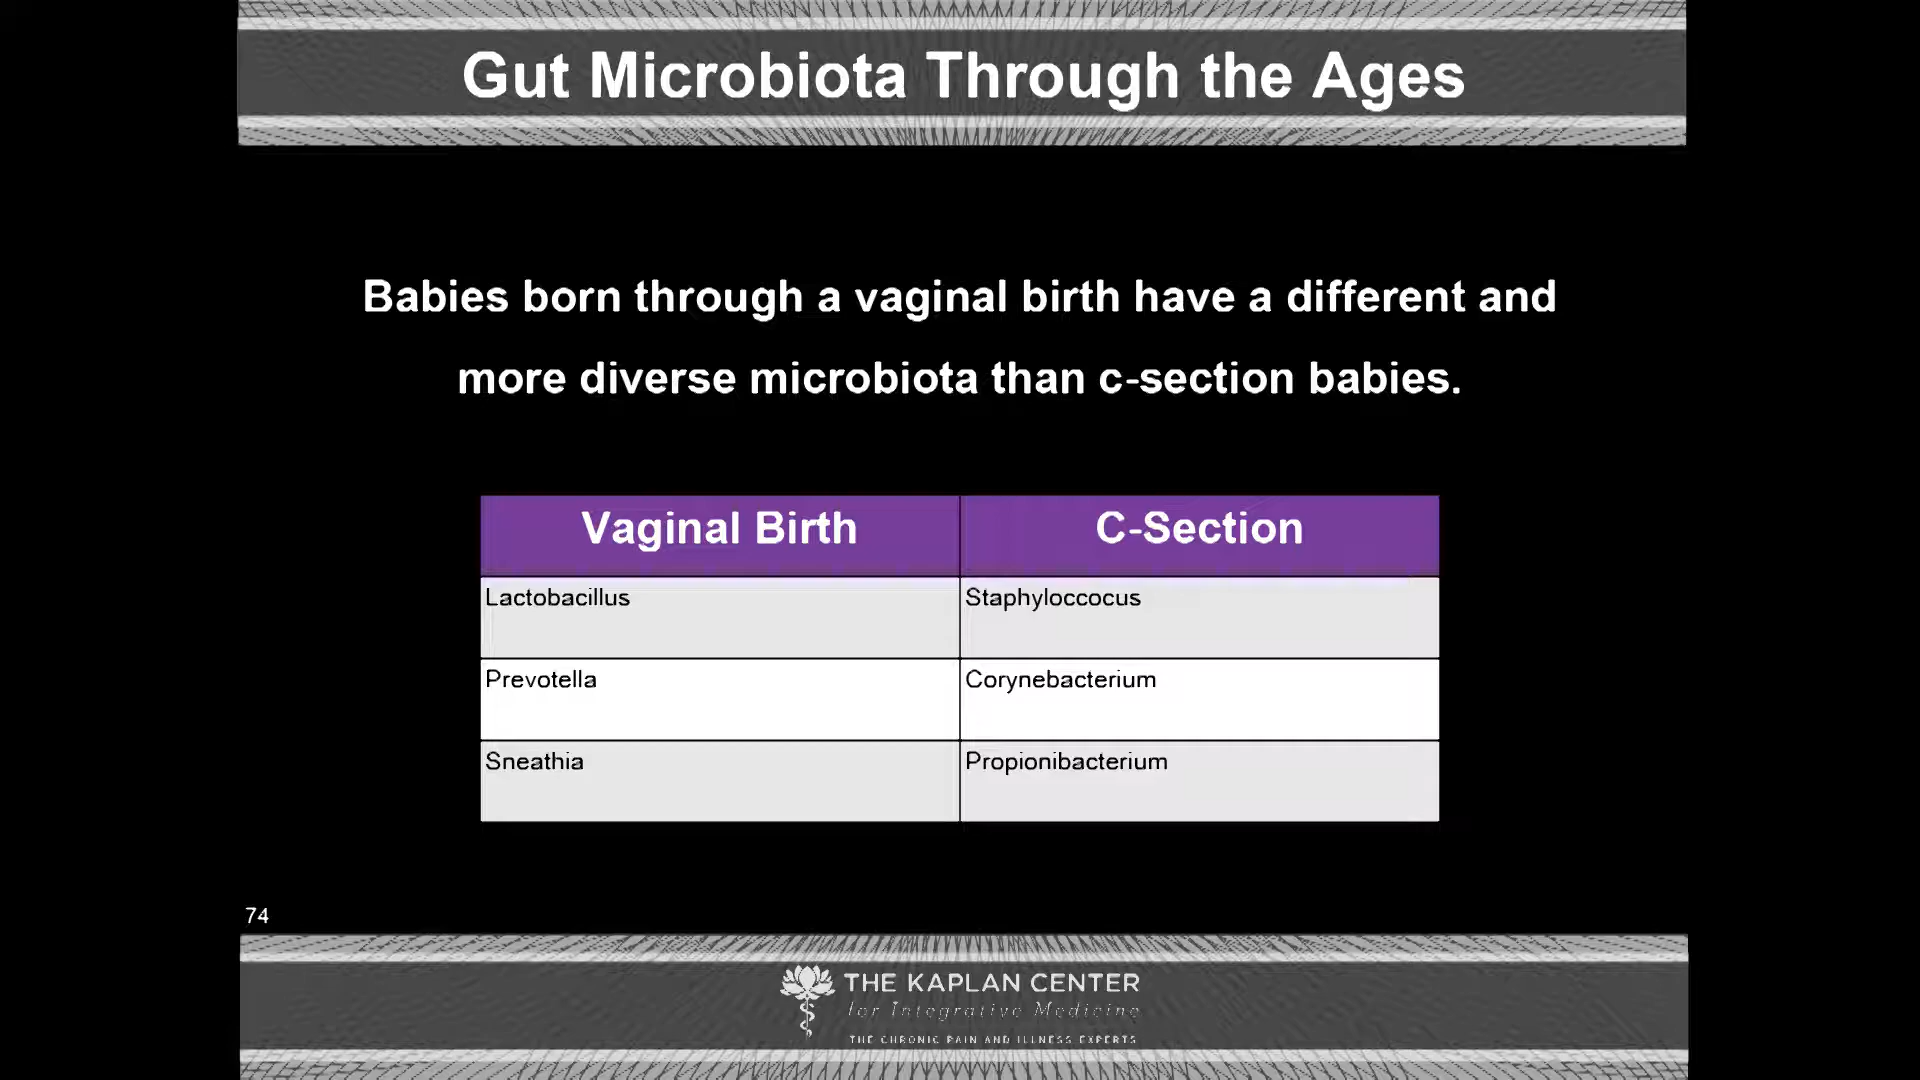 Gut Microbiota Through the Ages
Babies born through a vaginal birth have a different and
more diverse microbiota than c-section babies.
Vaginal Birth C-Section
Lactobacillus Staphyloccocus
Prevotella Corynebacterium
Sneathia Propionibacterium
74
THE KAPLAN CENTER
for Integrative Medicine
THE CHRONIC PAIN AND ILLNESS EXPERTS